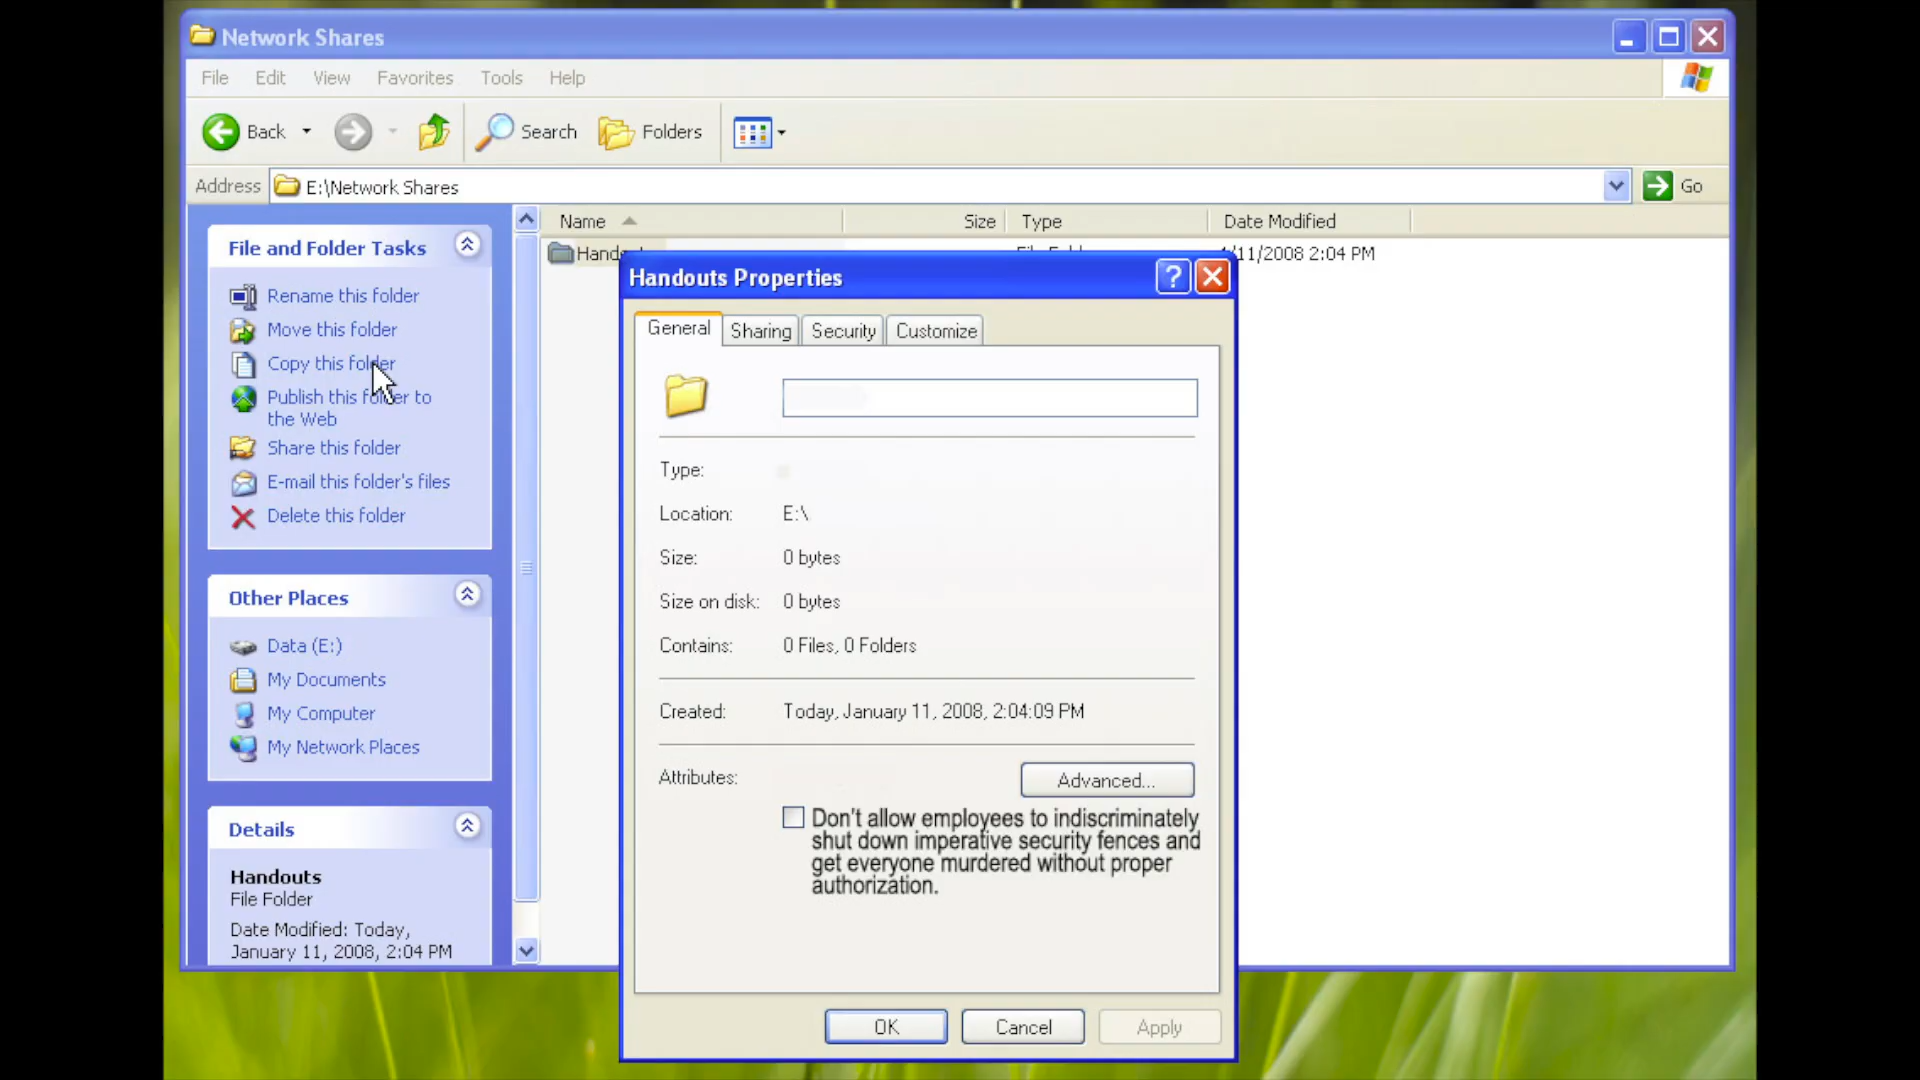 Network Shares
File Edit View Favorites Tools Help
Back Search Folders
Address E:\Network Shares Go
Name Size Type Date Modified
File and Folder Tasks
Rename this folder
Move this folder
Copy this folder
Publish this folder to
the Web
Share this folder
E-mail this folder's files
Delete this folder
Other Places
Data (E:)
My Documents
My Computer
My Network Places
Details
Handouts
File Folder
Date Modified: Today,
January 11, 2008, 2:04 PM
/11/2008 2:04 PM
Handouts Properties
General Sharing Security Customize
Type:
Location: E:\
Size: 0 bytes
Size on disk: 0 bytes
Contains: 0 Files, 0 Folders
Created: Today, January 11, 2008, 2:04:09 PM
Attributes: Advanced...
Don't allow employees to indiscriminately
shut down imperative security fences and
get everyone murdered without proper
authorization.
OK Cancel Apply